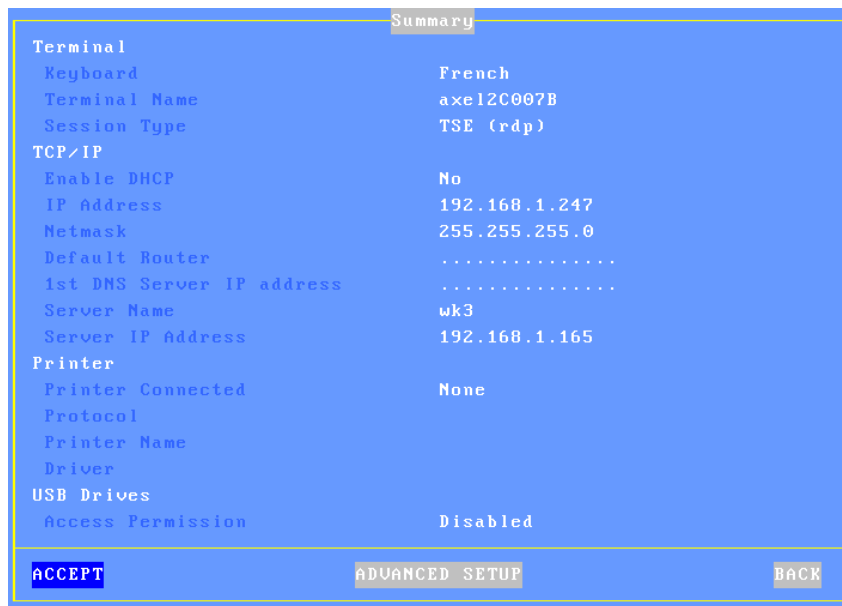 Summary
Terminal
Keyboard French
Terminal Name axel2C007B
Session Type TSE (rdp)
TCP/IP
Enable DHCP No
IP Address 192.168.1.247
Netmask 255.255.255.0
Default Router ...............
1st DNS Server IP address ...............
Server Name wk3
Server IP Address 192.168.1.165
Printer
Printer Connected None
Protocol
Printer Name
Driver
USB Drives
Access Permission Disabled
ACCEPT ADVANCED SETUP BACK